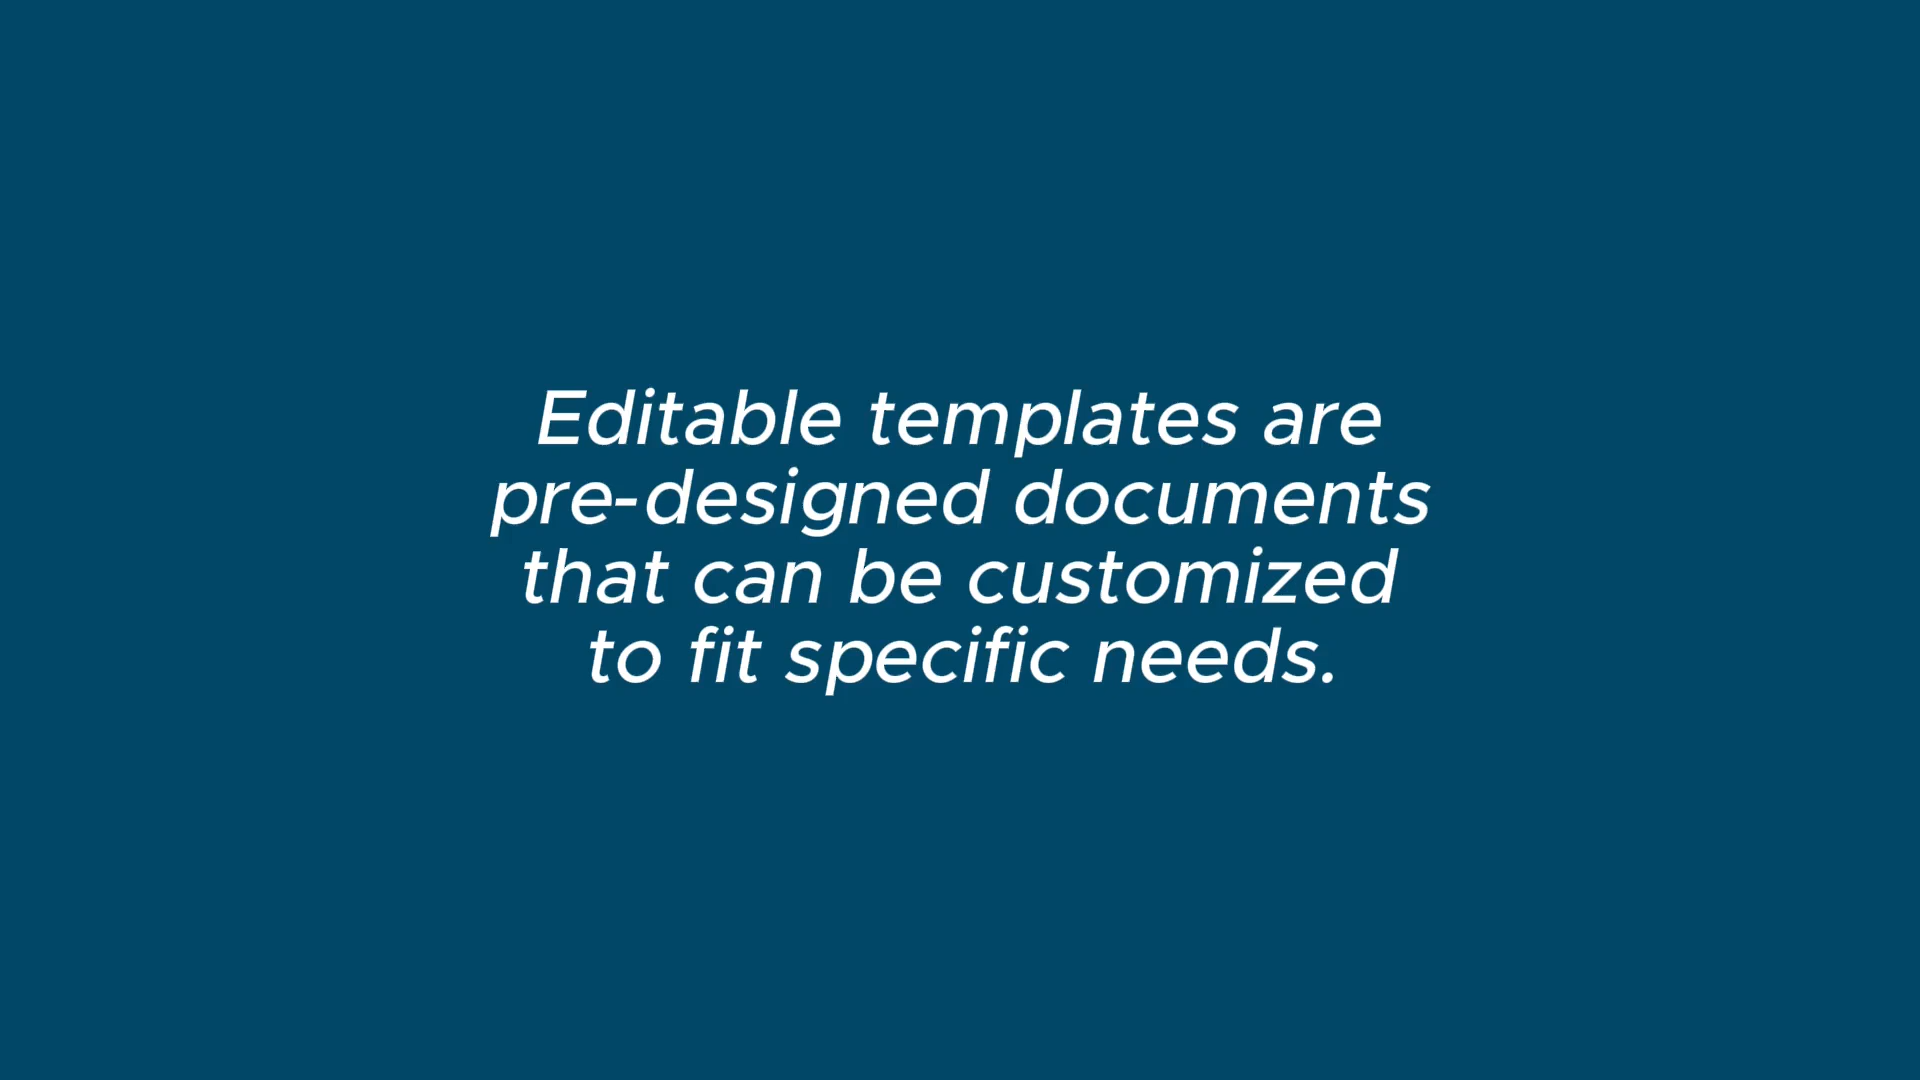 Editable templates are
pre-designed documents
that can be customized
to fit specific needs.